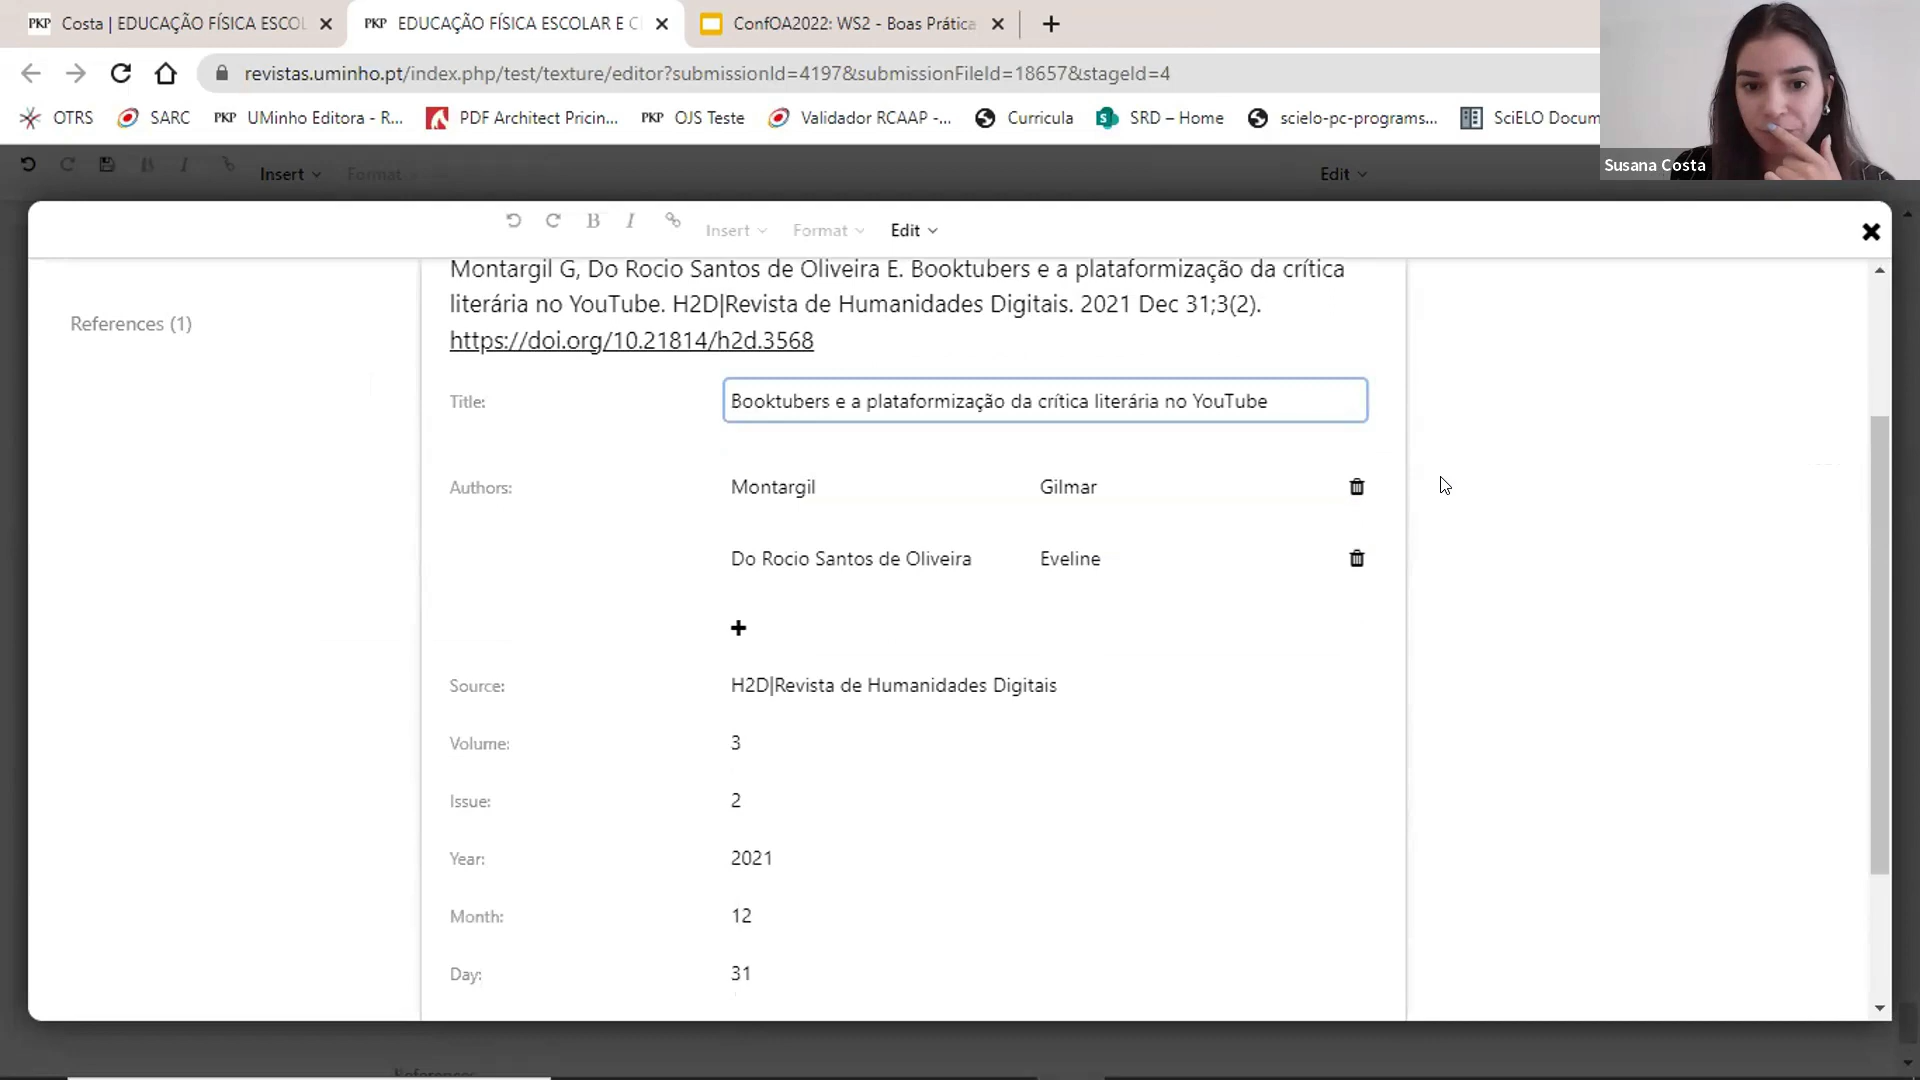 PKP Costa | EDUCAÇÃO FÍSICA ESCOL
PKP EDUCAÇÃO FÍSICA ESCOLAR E C
ConfOA2022: WS2 - Boas Prática
revistas.uminho.pt/index.php/test/texture/editor?submissionId=4197&submissionFileId=18657&stageId=4
OTRS SARC PKP UMinho Editora - R... PDF Architect Pricin... PKP OJS Teste Validador RCAAP -... Curricula S SRD – Home scielo-pc-programs... SciELO Docum
Susana Costa
B I Insert Format Edit
B I Insert Format Edit
References (1)
Montargil G, Do Rocio Santos de Oliveira E. Booktubers e a plataformização da crítica
literária no YouTube. H2D|Revista de Humanidades Digitais. 2021 Dec 31;3(2).
https://doi.org/10.21814/h2d.3568
Title: Booktubers e a plataformização da crítica literária no YouTube
Authors: Montargil Gilmar
Do Rocio Santos de Oliveira Eveline
Source: H2D|Revista de Humanidades Digitais
Volume: 3
Issue: 2
Year: 2021
Month: 12
Day: 31
References